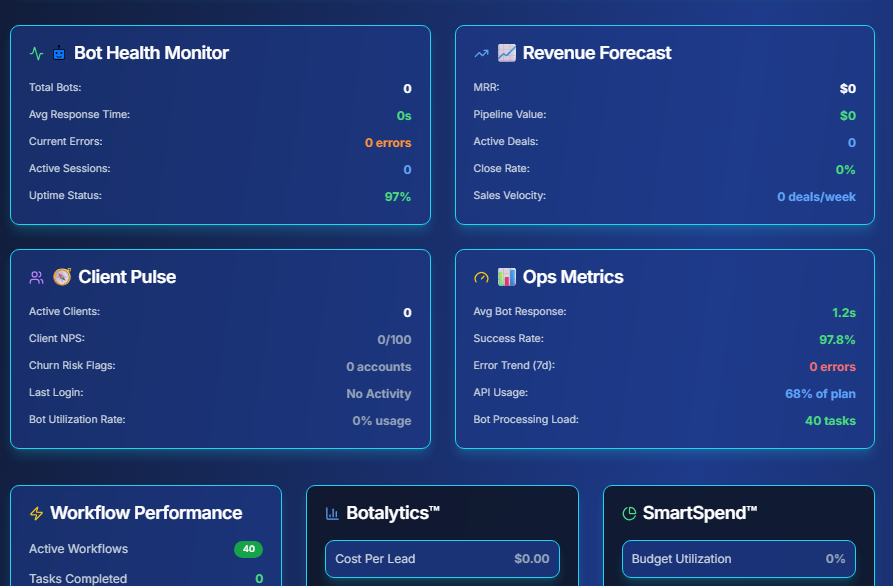 Bot Health Monitor
Total Bots: 0
Avg Response Time: 0s
Current Errors: 0 errors
Active Sessions: 0
Uptime Status: 97%
Revenue Forecast
MRR: $0
Pipeline Value: $0
Active Deals: 0
Close Rate: 0%
Sales Velocity: 0 deals/week
Client Pulse
Active Clients: 0
Client NPS: 0/100
Churn Risk Flags: 0 accounts
Last Login: No Activity
Bot Utilization Rate: 0% usage
Ops Metrics
Avg Bot Response: 1.2s
Success Rate: 97.8%
Error Trend (7d): 0 errors
API Usage: 68% of plan
Bot Processing Load: 40 tasks
Workflow Performance
Active Workflows 40
Tasks Completed 0
Botalytics™
Cost Per Lead $0.00
SmartSpend™
Budget Utilization 0%